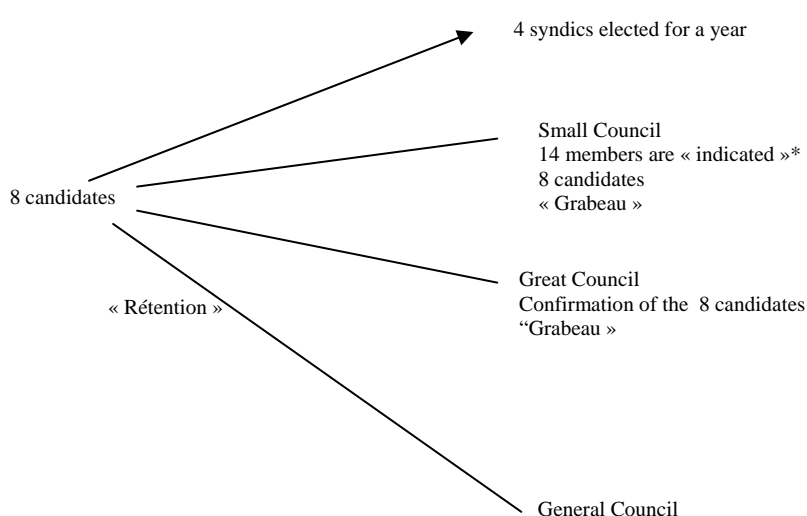 4 syndics elected for a year
Small Council
14 members are « indicated »*
8 candidates
« Grabeau »
8 candidates
Great Council
Confirmation of the 8 candidates
“Grabeau »
« Rétention »
General Council